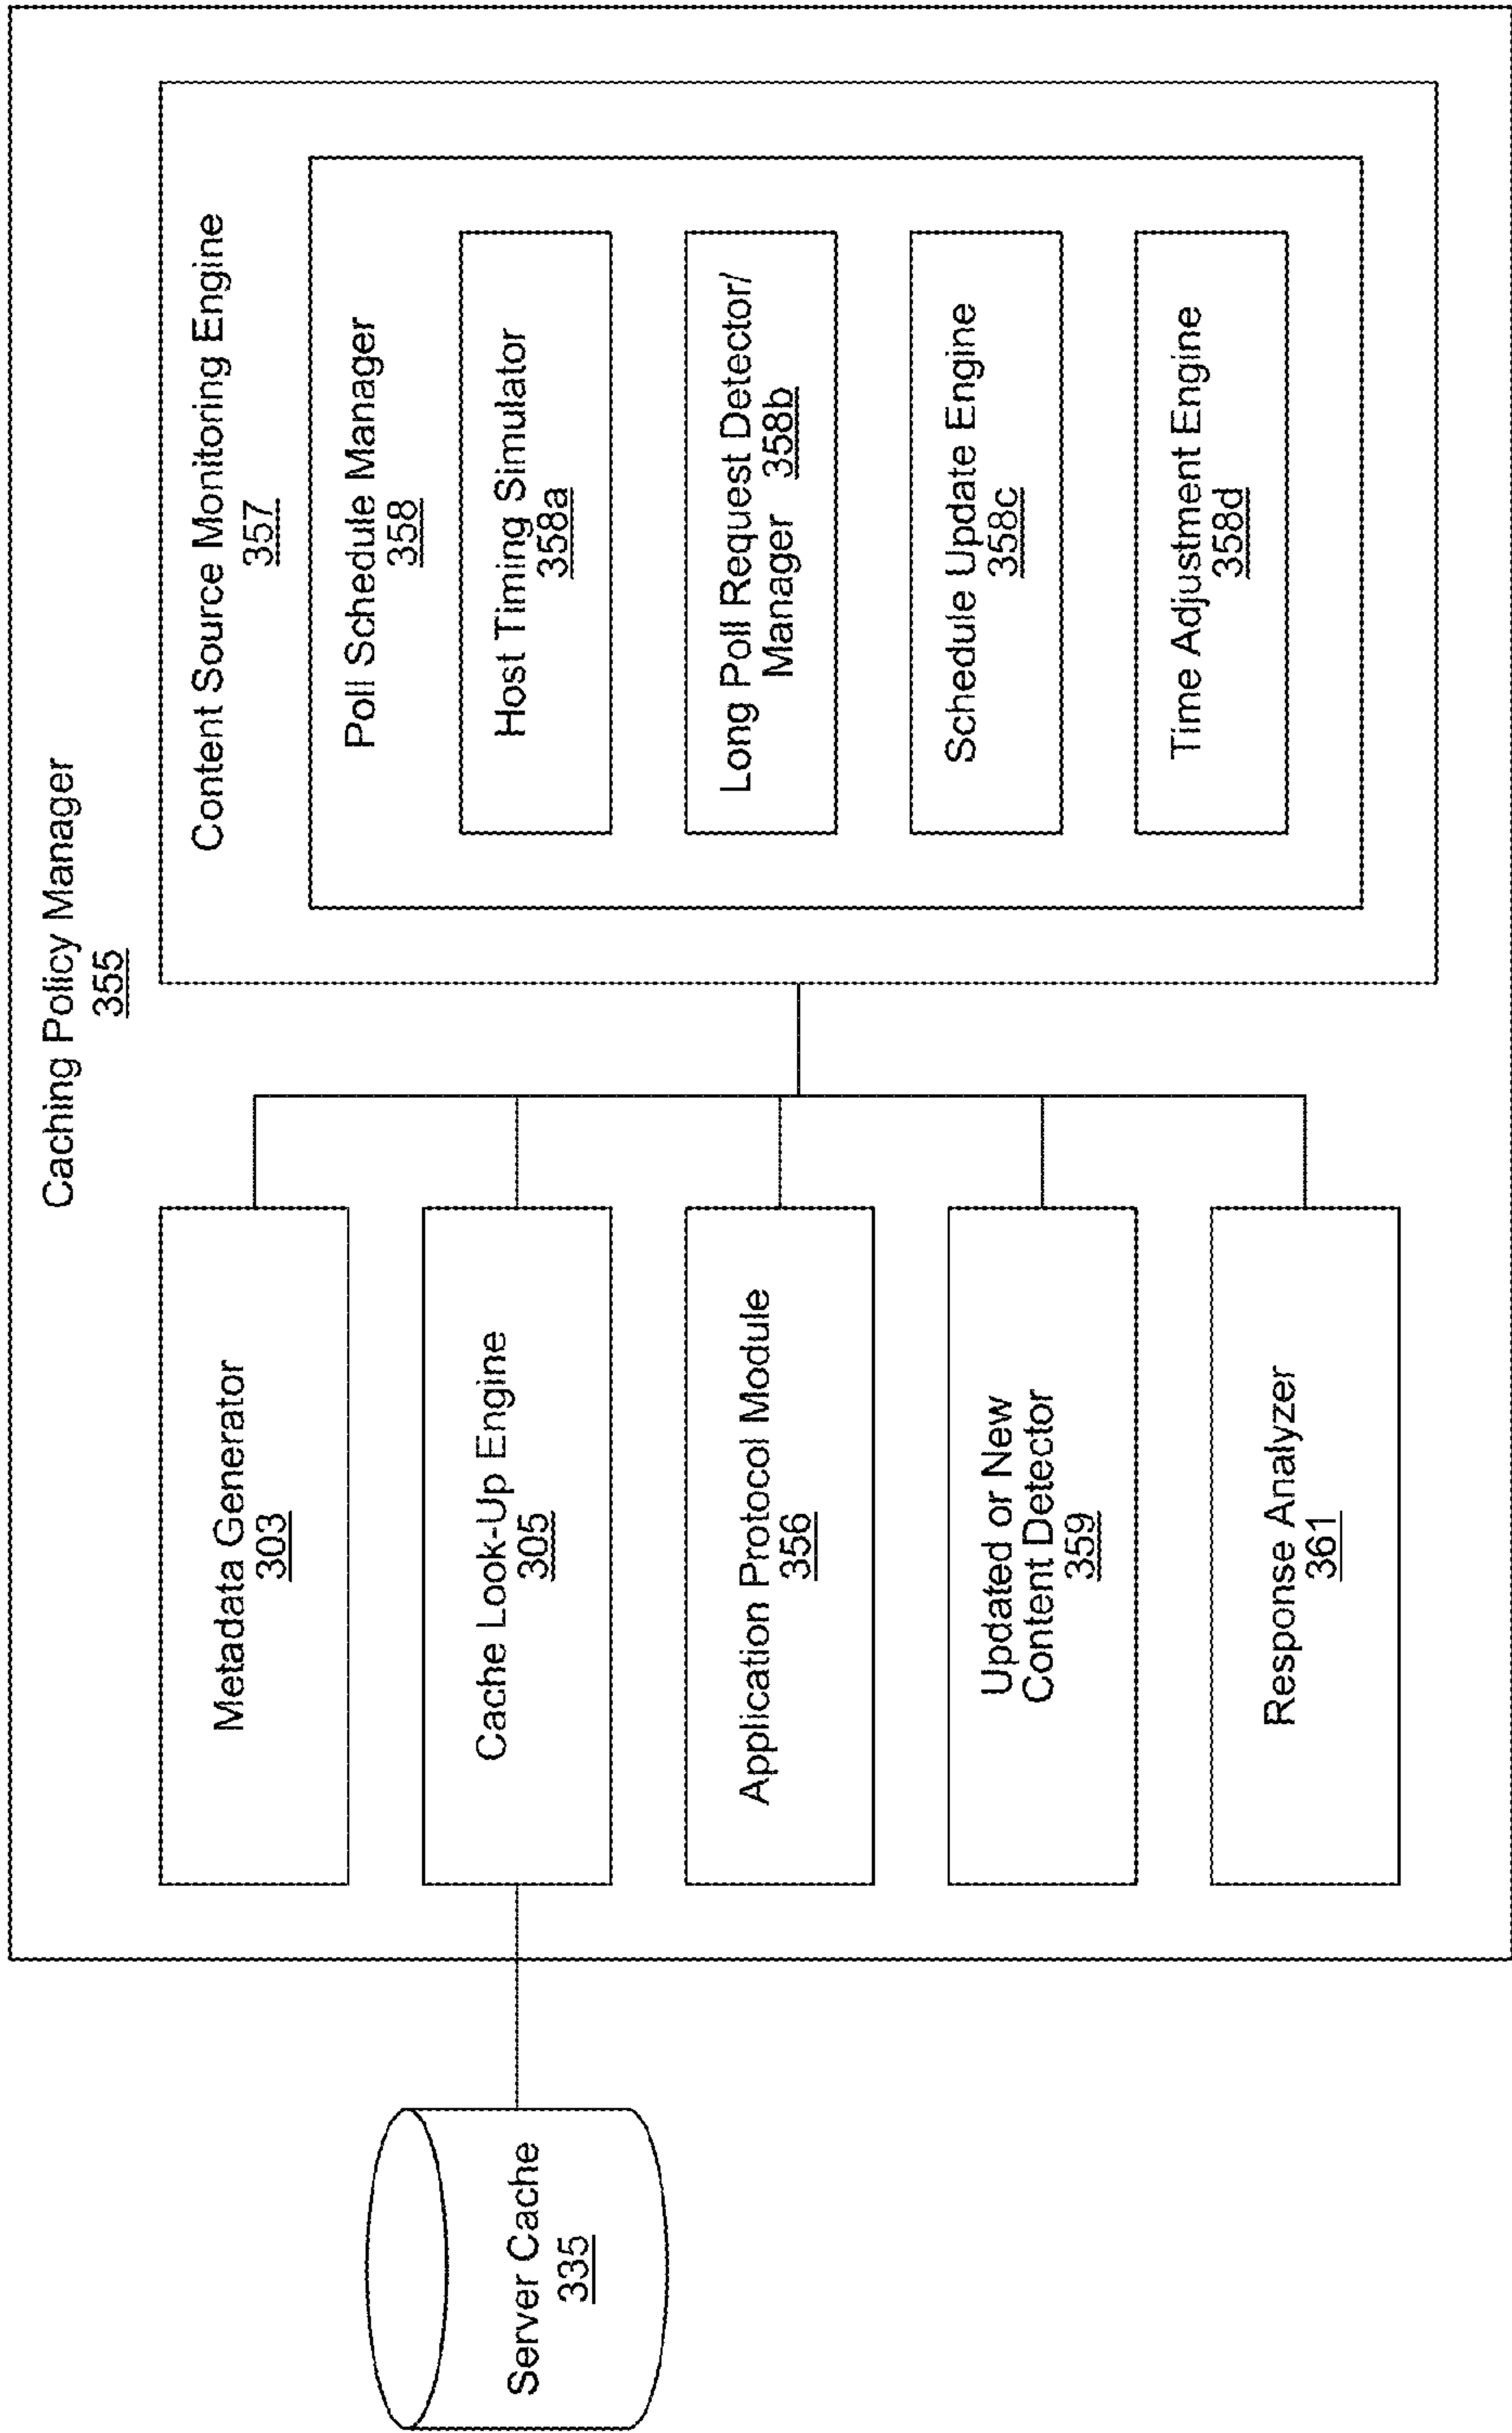 Caching Policy Manager
355
Server Cache
335
Metadata Generator
303
Cache Look-Up Engine
305
Application Protocol Module
356
Updated or New
Content Detector
359
Response Analyzer
361
Content Source Monitoring Engine
357
Poll Schedule Manager
358
Host Timing Simulator
358a
Long Poll Request Detector/
Manager 358b
Schedule Update Engine
358c
Time Adjustment Engine
358d